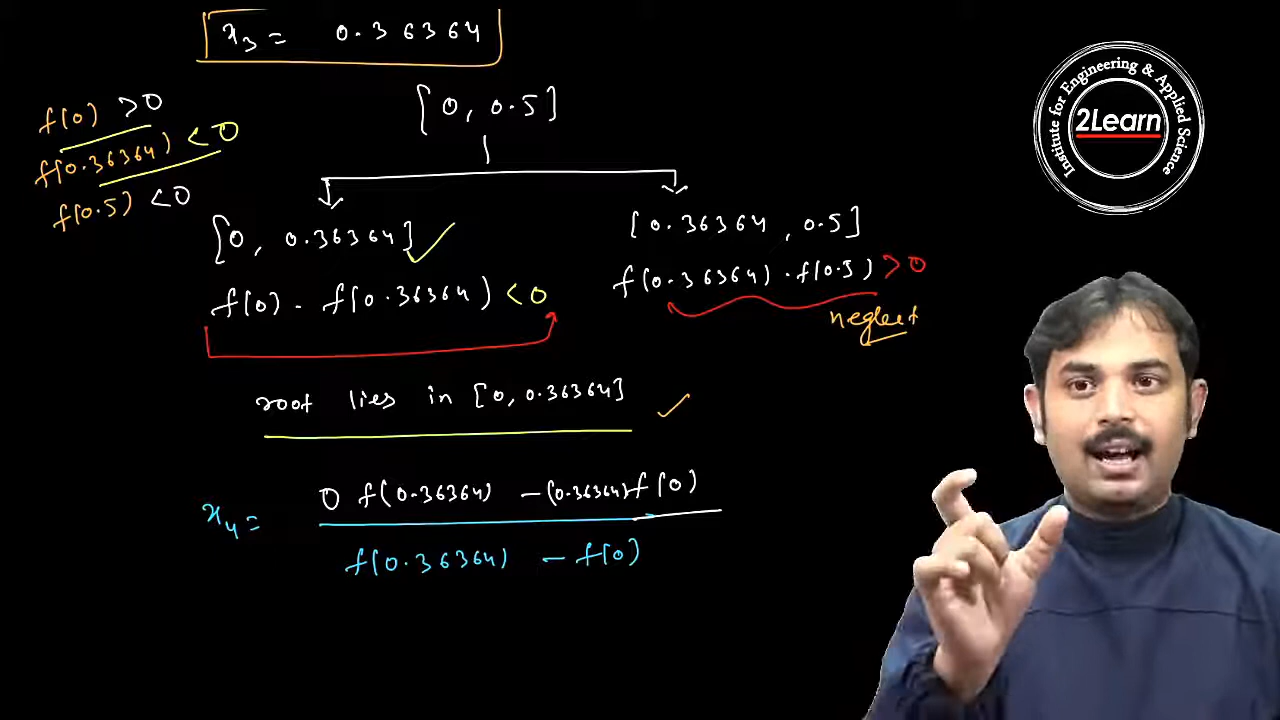 x₃ = 0.36364
[0, 0.5]
f(0) > 0
f(0.36364) < 0
f(0.5) < 0
[0, 0.36364] ✓
f(0) - f(0.36364) < 0
[0.36364, 0.5]
f(0.36364) · f(0.5) > 0
neglect
root lies in [0, 0.36364] ✓
x₄ = 0 f(0.36364) - (0.36364) f(0)
f(0.36364) - f(0)
Institute for Engineering & Applied Science
2Learn